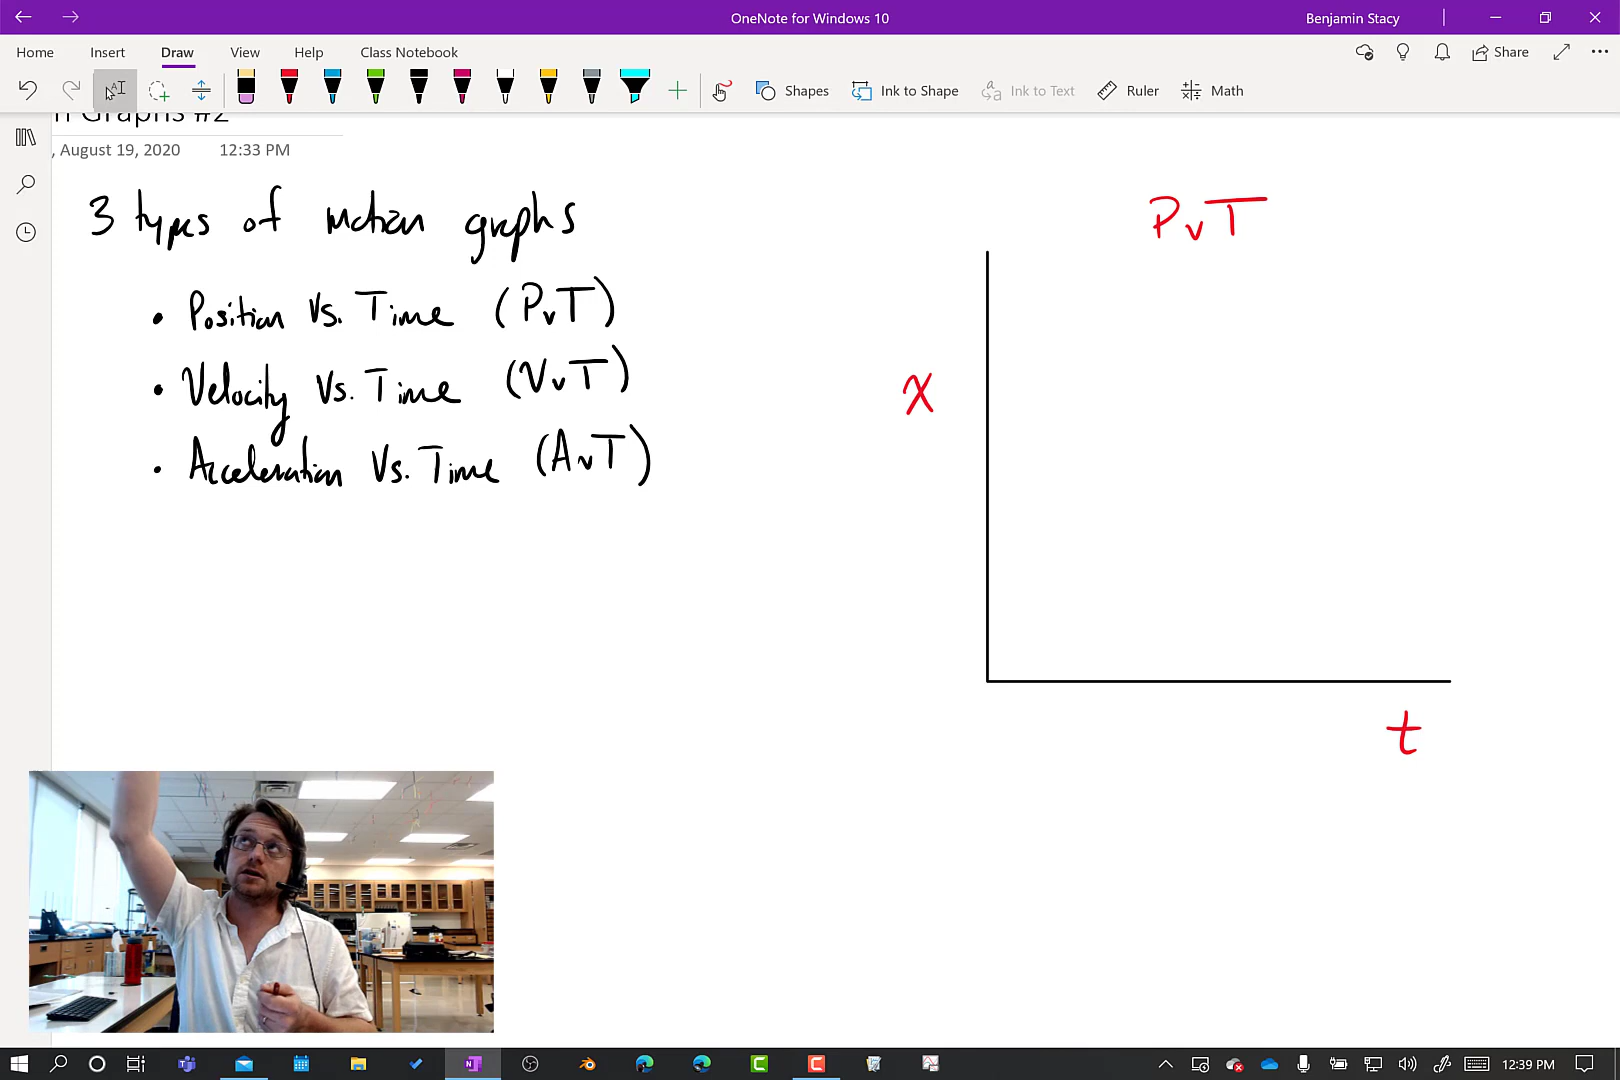 OneNote for Windows 10
Benjamin Stacy
Home Insert Draw View Help Class Notebook
Share
Shapes Ink to Shape Ink to Text Ruler Math
Graphs #2
, August 19, 2020 12:33 PM
3 types of motion graphs
• Position Vs. Time (PvT)
• Velocity Vs. Time (VvT)
• Acceleration Vs. Time (AvT)
PvT
X
t
12:39 PM